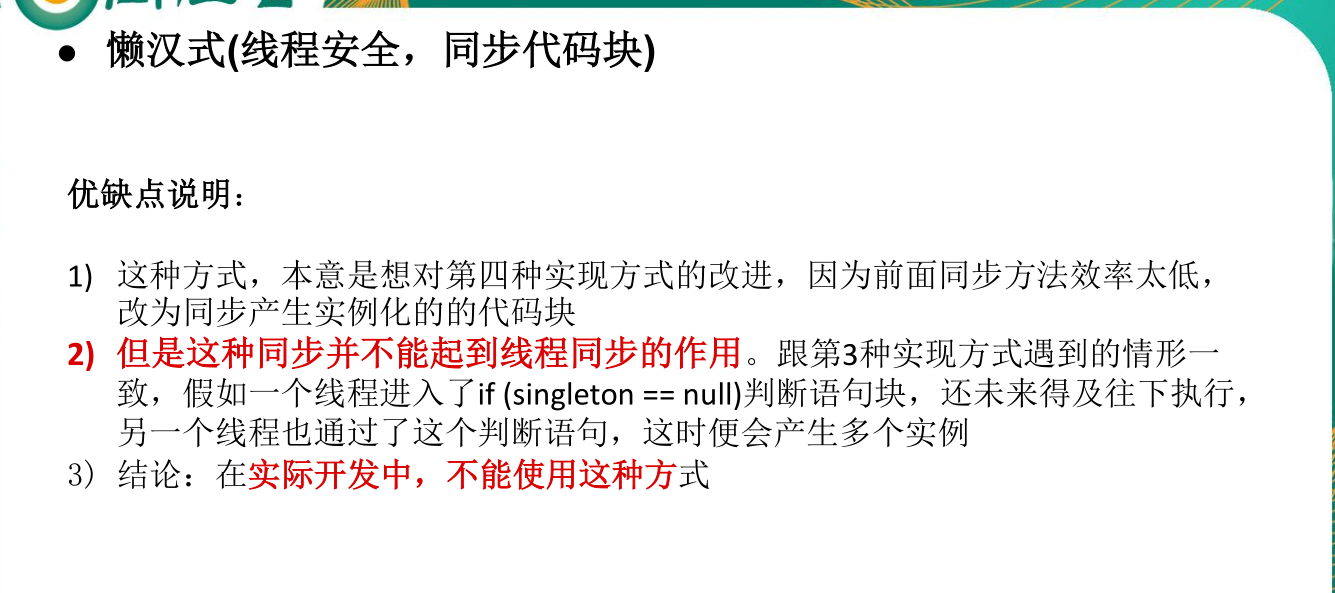 ● 懒汉式(线程安全，同步代码块)
优缺点说明：
1) 这种方式，本意是想对第四种实现方式的改进，因为前面同步方法效率太低，
改为同步产生实例化的的代码块
2) 但是这种同步并不能起到线程同步的作用。跟第3种实现方式遇到的情形一
致，假如一个线程进入了if (singleton == null)判断语句块，还未来得及往下执行，
另一个线程也通过了这个判断语句，这时便会产生多个实例
3) 结论：在实际开发中，不能使用这种方式